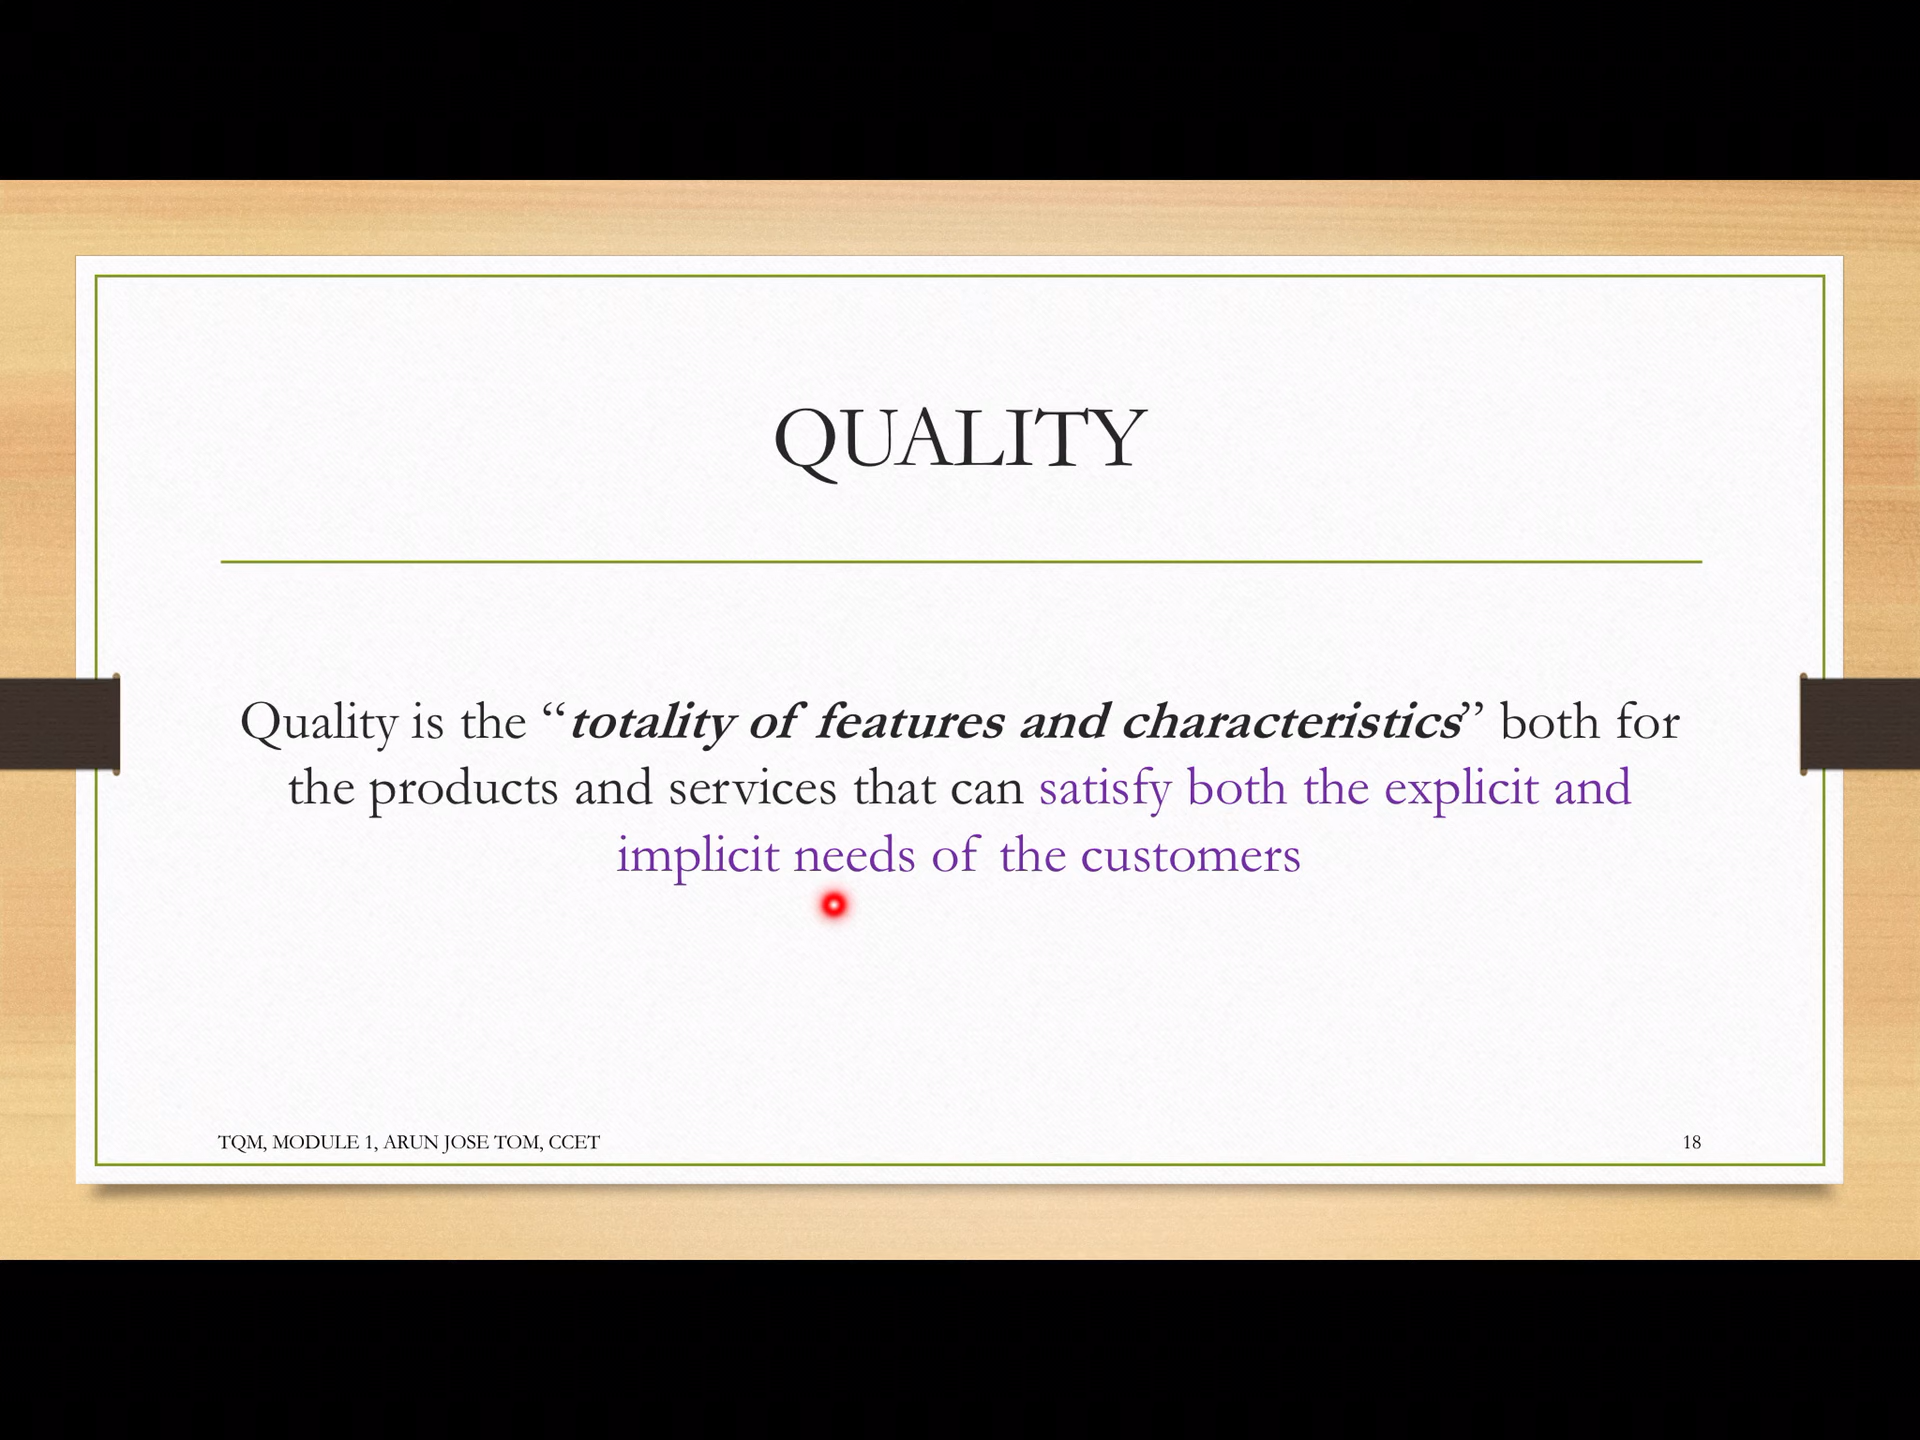 QUALITY
Quality is the “totality of features and characteristics” both for
the products and services that can satisfy both the explicit and
implicit needs of the customers
TQM, MODULE 1, ARUN JOSE TOM, CCET
18